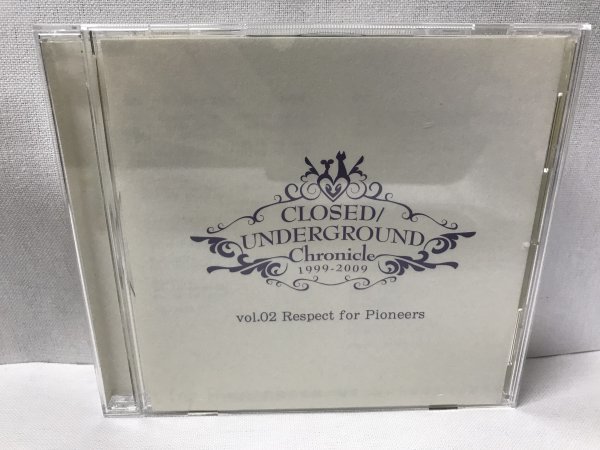 CLOSED/
UNDERGROUND
Chronicle
1999-2009
vol.02 Respect for Pioneers